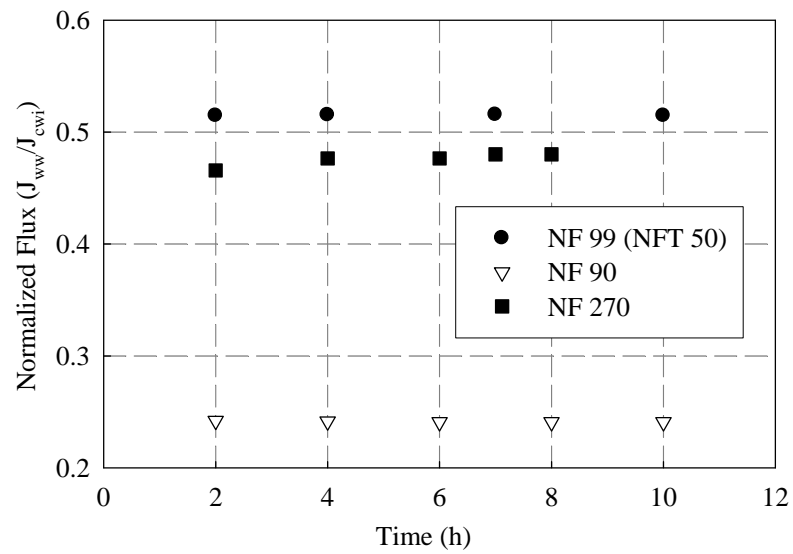 0.6
0.5
0.4
0.3
0.2
Normalized Flux (J_ww/J_cwi)
NF 99 (NFT 50)
NF 90
NF 270
0 2 4 6 8 10 12
Time (h)